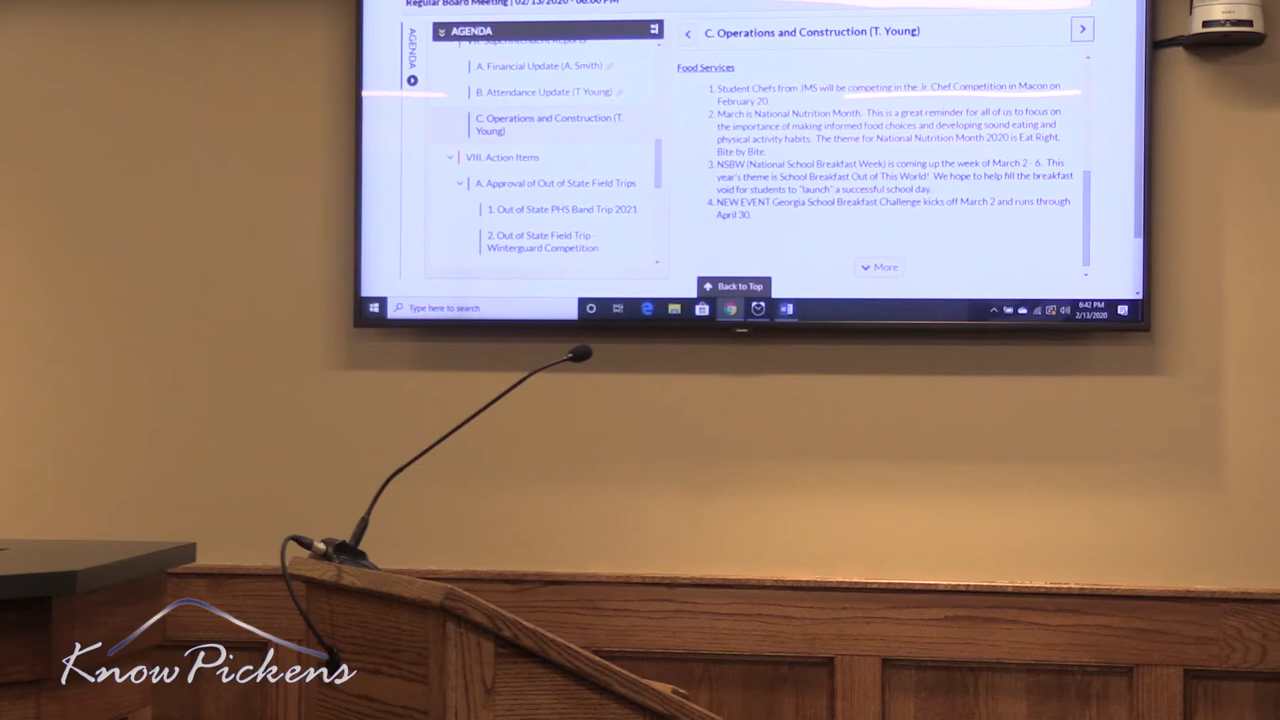 Regular Board Meeting | 02/13/2020 - 06:00 PM
AGENDA
AGENDA
VII. Superintendent Reports
A. Financial Update (A. Smith)
B. Attendance Update (T Young)
C. Operations and Construction (T.
Young)
VIII. Action Items
A. Approval of Out of State Field Trips
1. Out of State PHS Band Trip 2021
2. Out of State Field Trip -
Winterguard Competition
C. Operations and Construction (T. Young)
Food Services
1. Student Chefs from JMS will be competing in the Jr. Chef Competition in Macon on
February 20.
2. March is National Nutrition Month. This is a great reminder for all of us to focus on
the importance of making informed food choices and developing sound eating and
physical activity habits. The theme for National Nutrition Month 2020 is Eat Right,
Bite by Bite.
3. NSBW (National School Breakfast Week) is coming up the week of March 2 - 6. This
year's theme is School Breakfast Out of This World! We hope to help fill the breakfast
void for students to "launch" a successful school day.
4. NEW EVENT Georgia School Breakfast Challenge kicks off March 2 and runs through
April 30.
More
Back to Top
Type here to search
6:42 PM
2/13/2020
KnowPickens